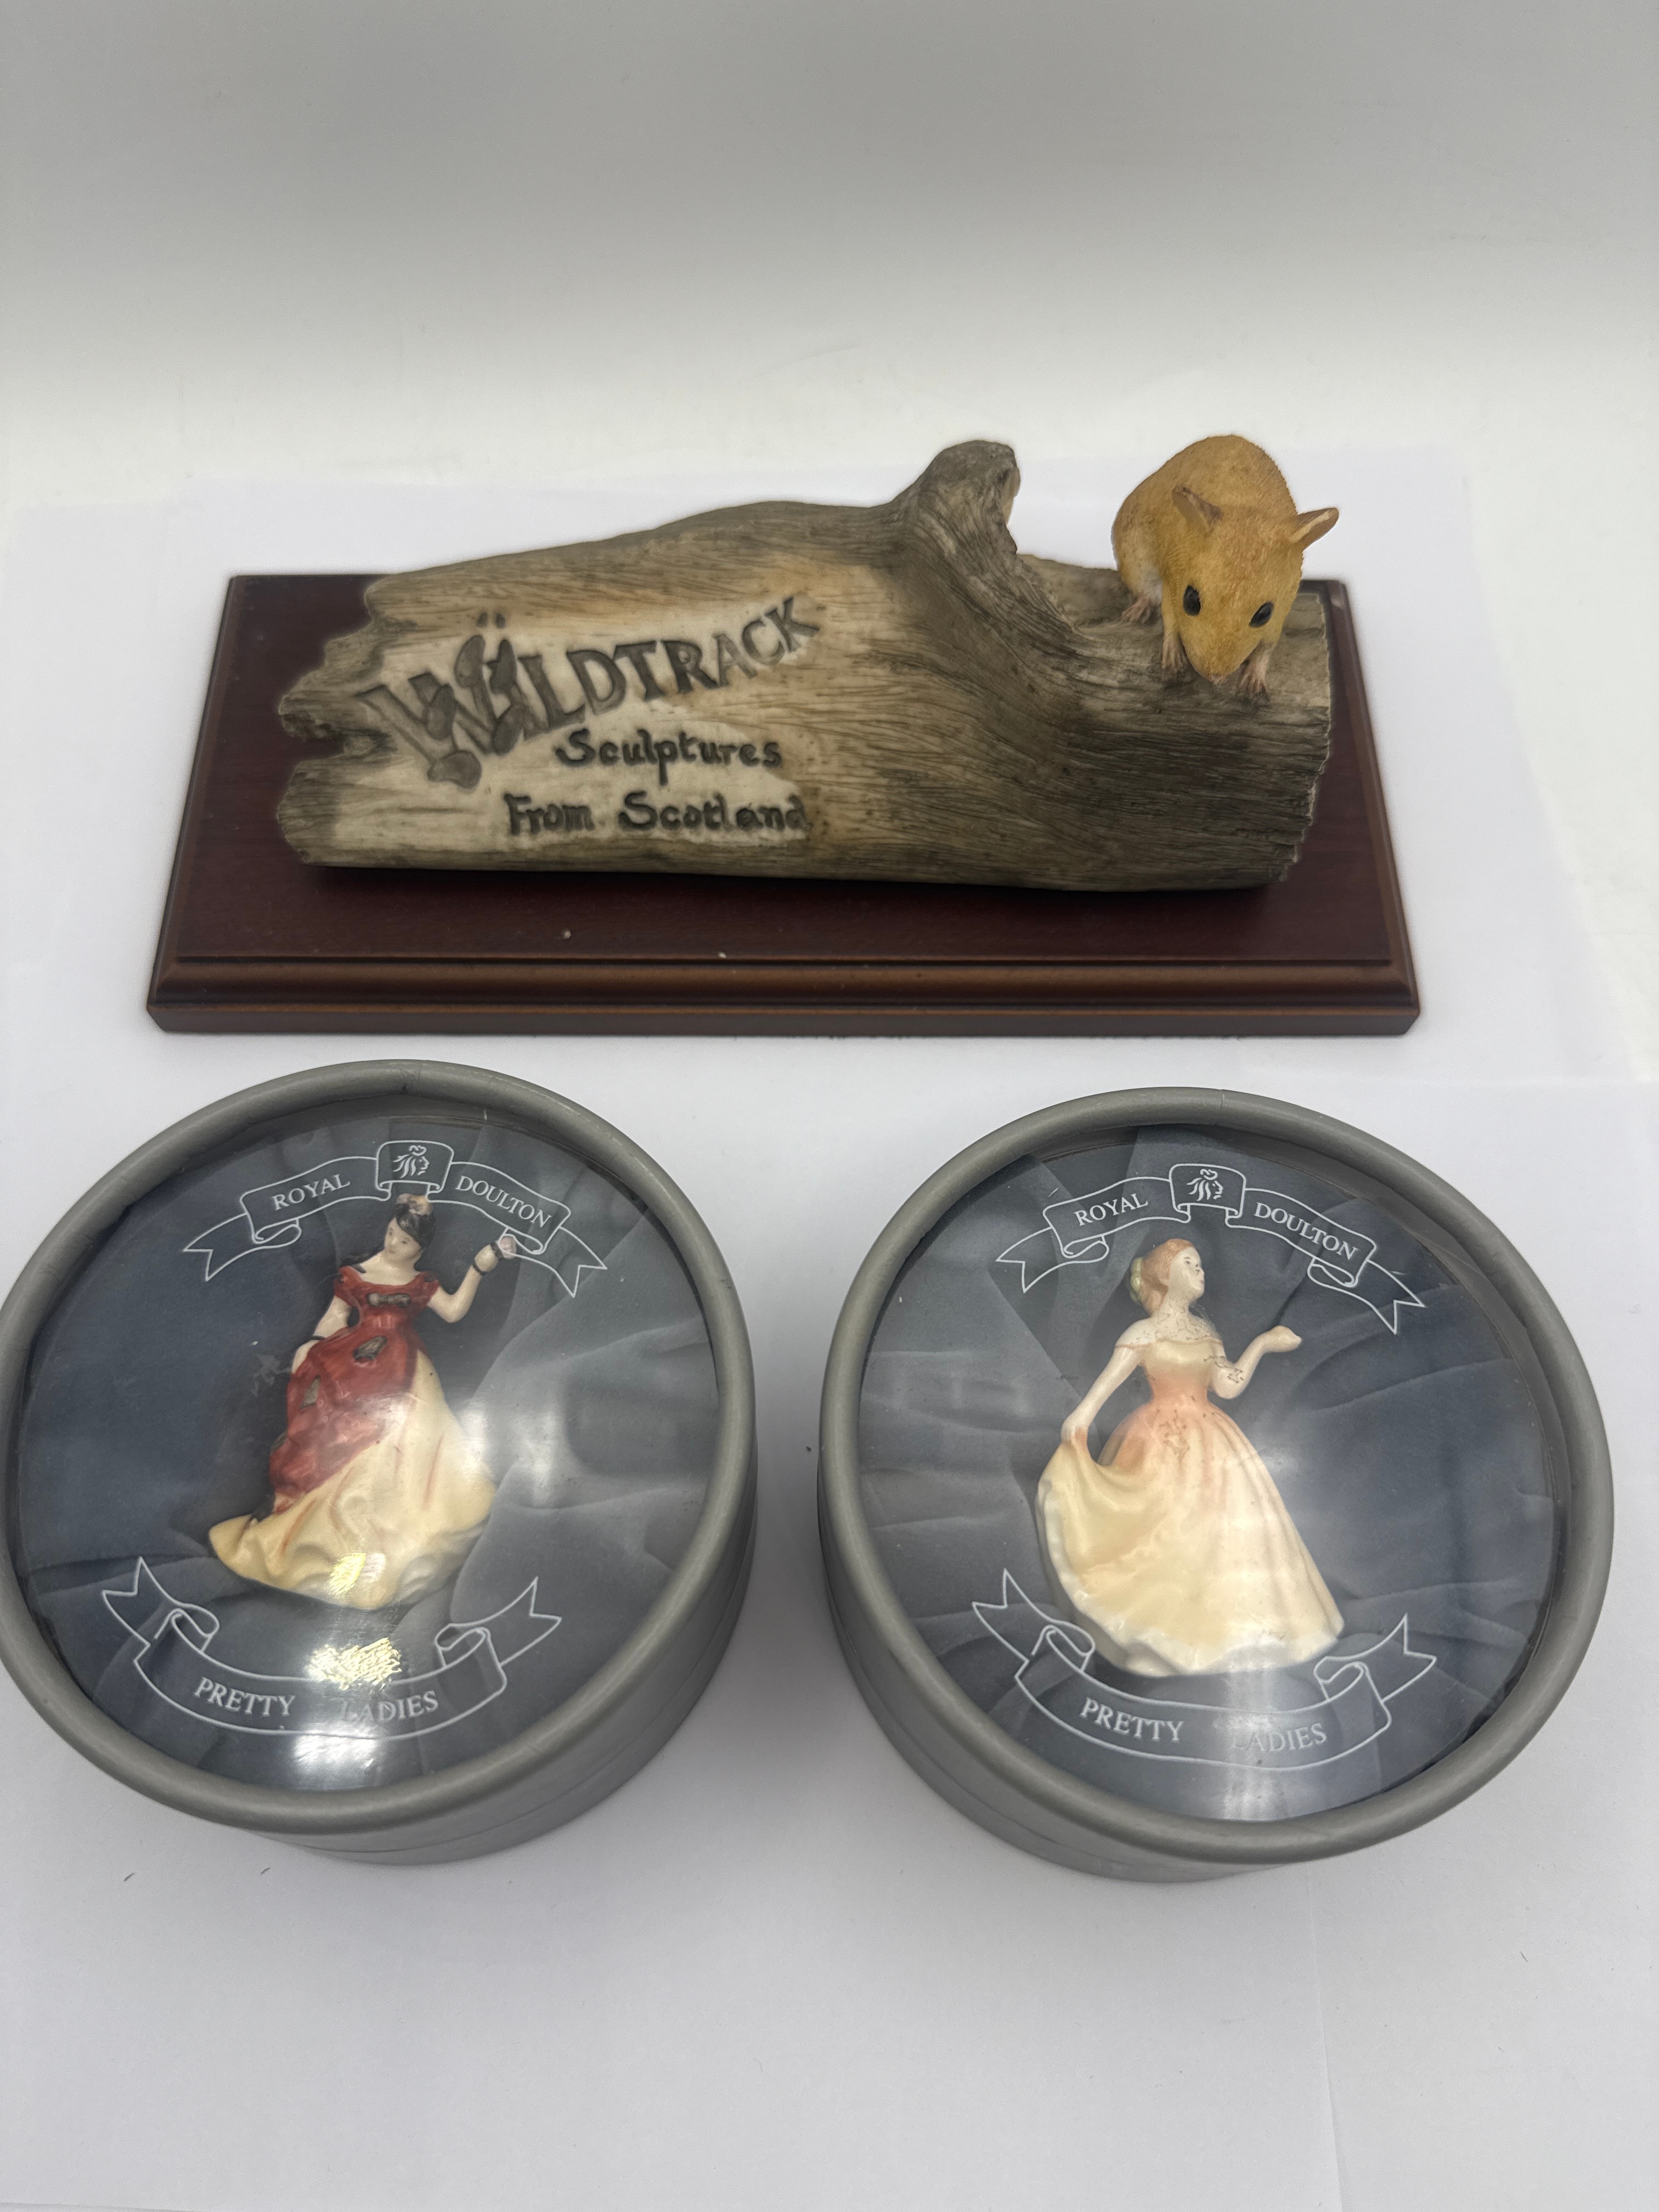 WILDTRACK
Sculptures
From Scotland
ROYAL DOULTON
PRETTY LADIES
ROYAL DOULTON
PRETTY LADIES